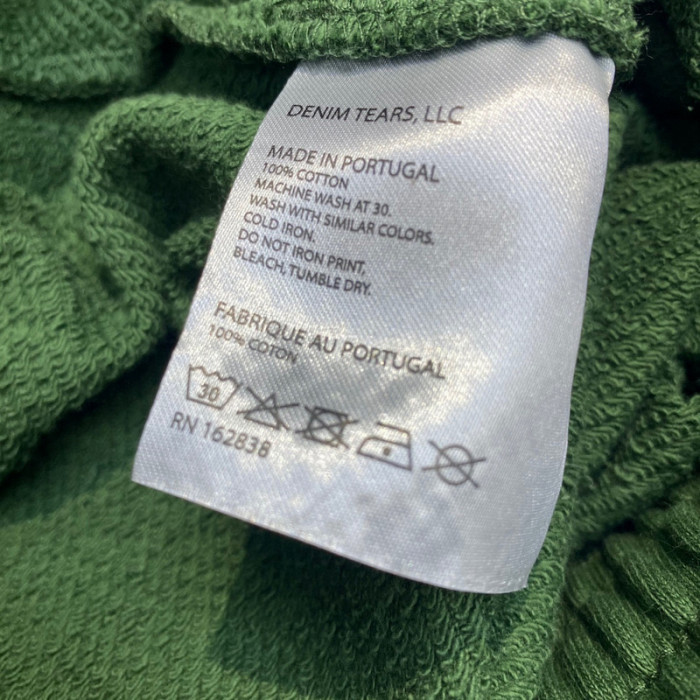 DENIM TEARS, LLC
MADE IN PORTUGAL
100% COTTON
MACHINE WASH AT 30.
WASH WITH SIMILAR COLORS.
COLD IRON.
DO NOT IRON PRINT,
BLEACH, TUMBLE DRY.
FABRIQUE AU PORTUGAL
100% COTON
30
RN 162838